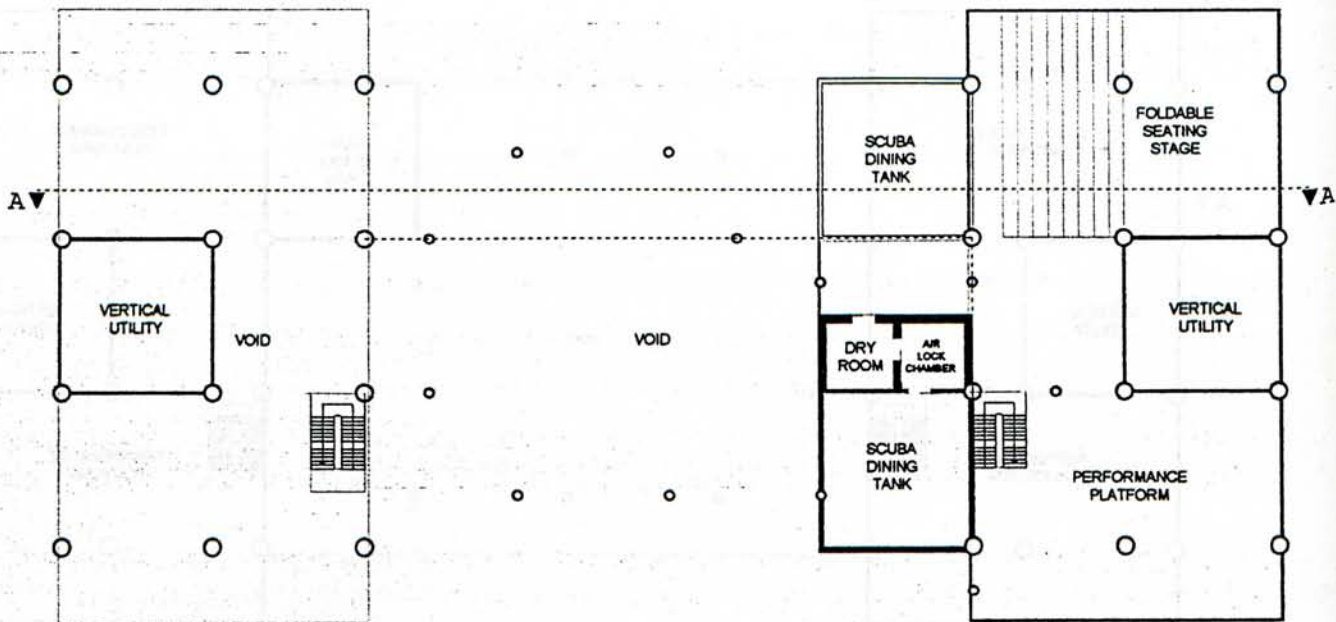 FOLDABLE
SEATING
STAGE
SCUBA
DINING
TANK
A
A
VERTICAL
UTILITY
VOID
VOID
VERTICAL
UTILITY
DRY
ROOM
AIR
LOCK
CHAMBER
SCUBA
DINING
TANK
PERFORMANCE
PLATFORM